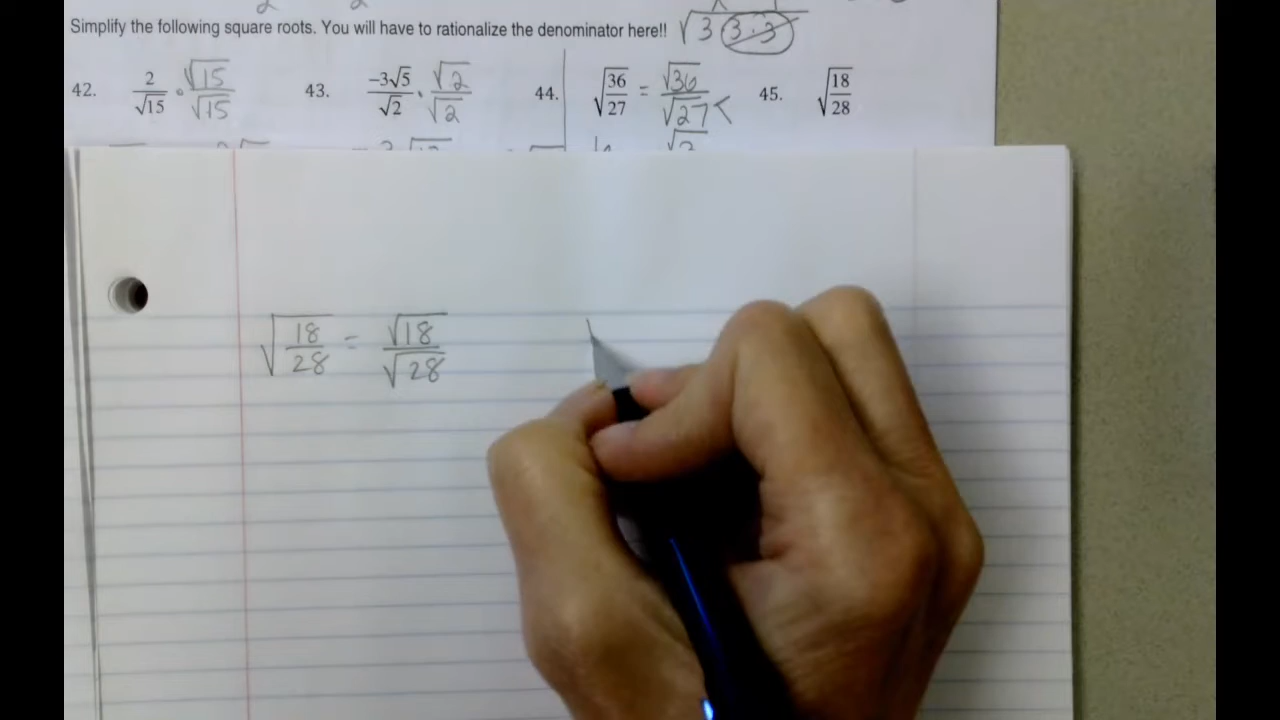 2 2
Simplify the following square roots. You will have to rationalize the denominator here!! √3 3·3
42. 2/√15 · √15/√15 43. −3√5/√2 · √2/√2 44. √36/27 = √36/√27 45. √18/28
√18/28 = √18/√28